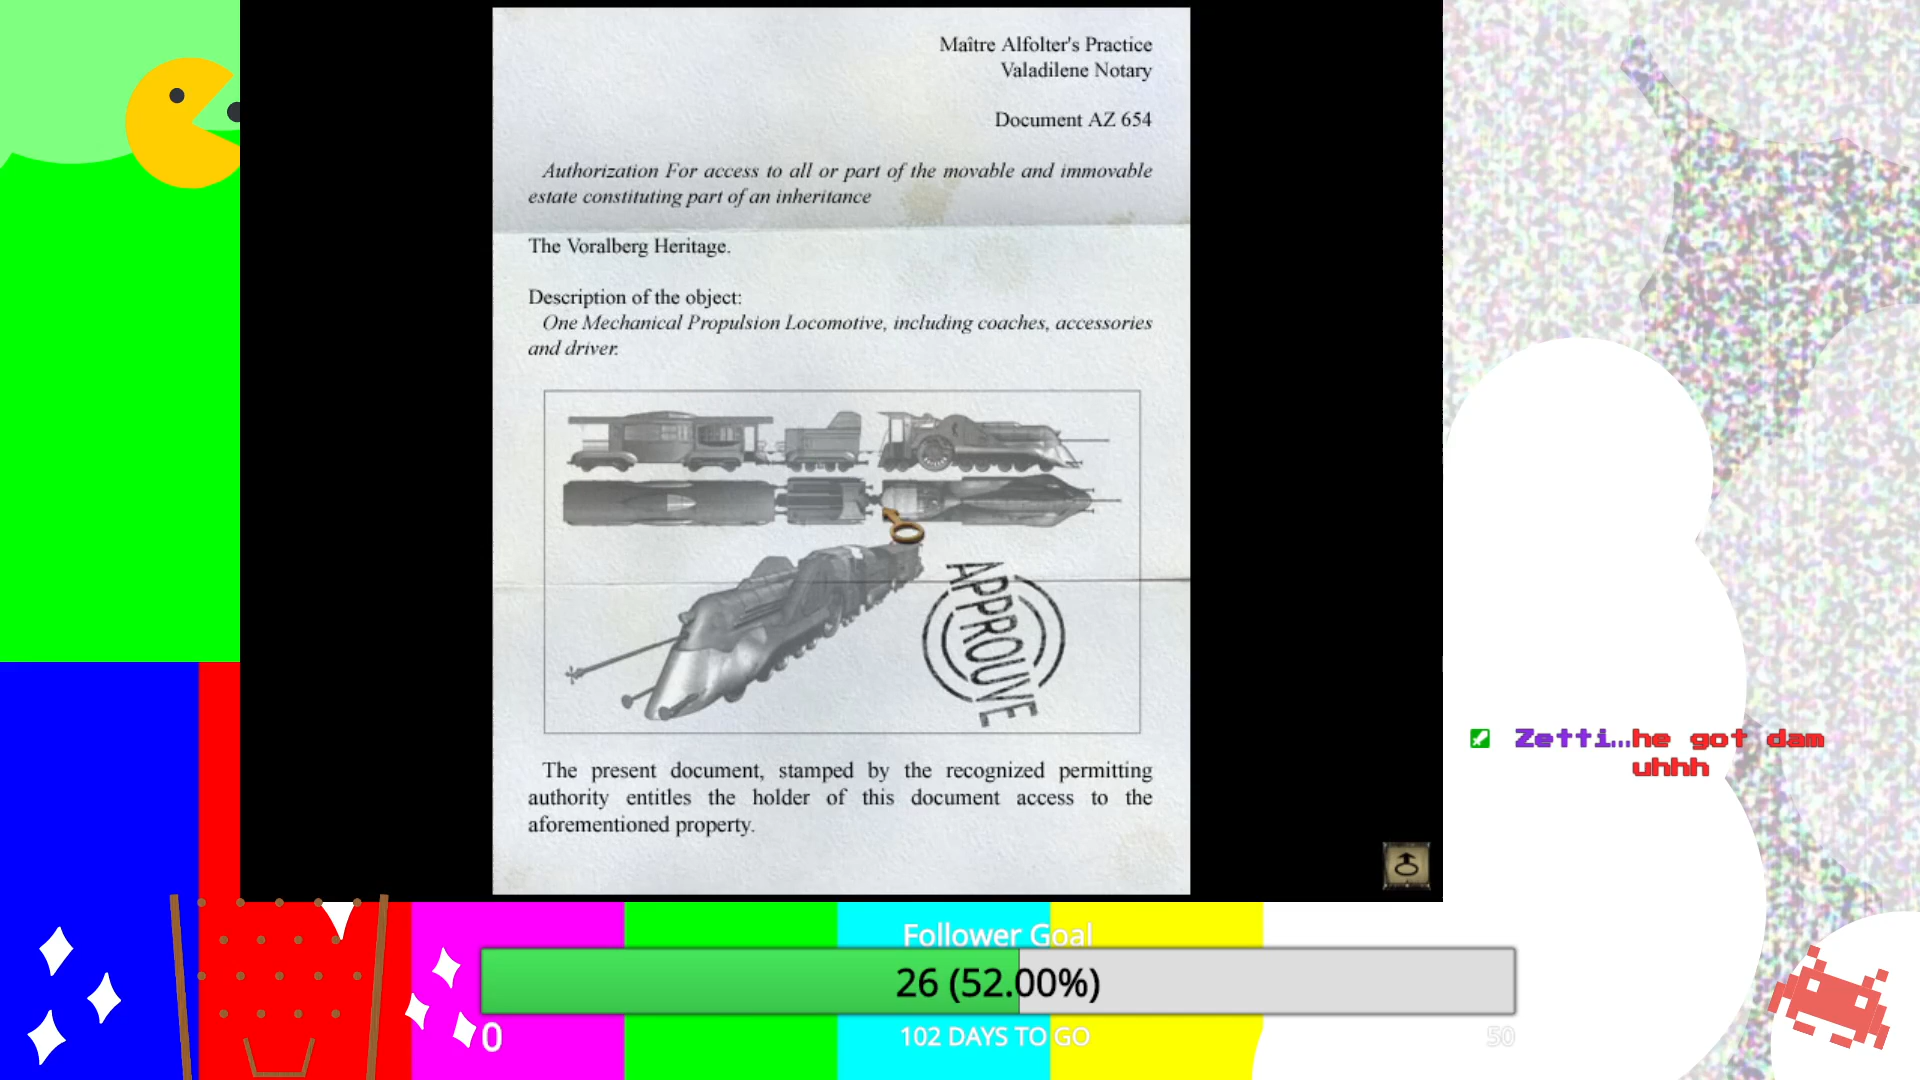 Maître Alfolter's Practice
Valadilene Notary
Document AZ 654
Authorization For access to all or part of the movable and immovable
estate constituting part of an inheritance
The Voralberg Heritage.
Description of the object:
One Mechanical Propulsion Locomotive, including coaches, accessories
and driver.
APPROUVE
The present document, stamped by the recognized permitting
authority entitles the holder of this document access to the
aforementioned property.
Zetti...he got dam
uhhh
Follower Goal
26 (52.00%)
0
102 DAYS TO GO
50